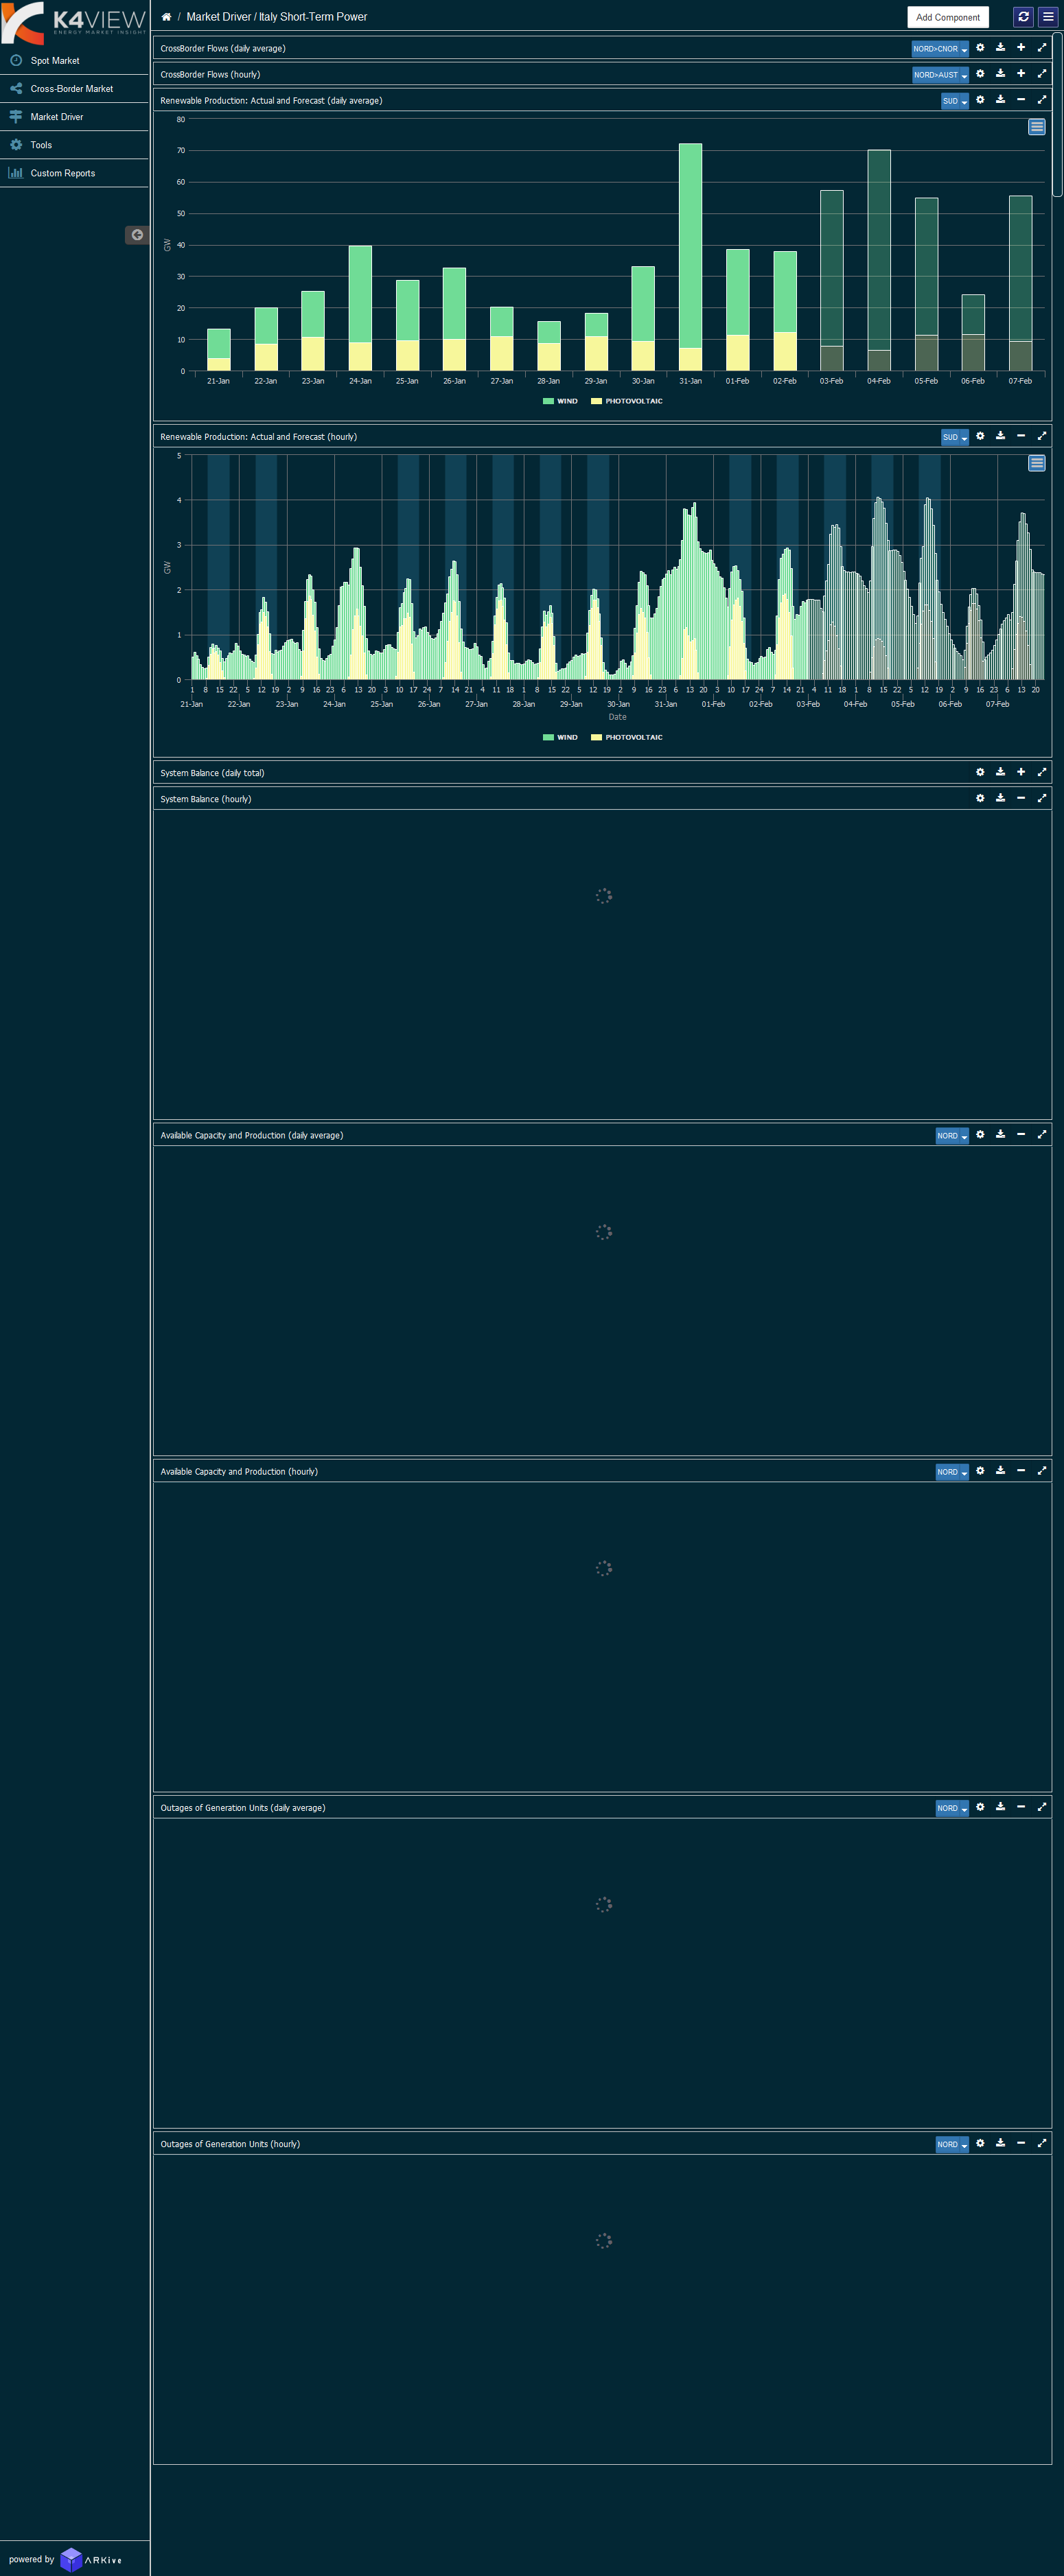 K4VIEW
ENERGY MARKET INSIGHT
/ Market Driver / Italy Short-Term Power
Add Component
Spot Market
Cross-Border Market
Market Driver
Tools
Custom Reports
CrossBorder Flows (daily average)
NORD>CNOR
CrossBorder Flows (hourly)
NORD>AUST
Renewable Production: Actual and Forecast (daily average)
SUD
80
70
60
50
40
30
20
10
0
GW
21-Jan 22-Jan 23-Jan 24-Jan 25-Jan 26-Jan 27-Jan 28-Jan 29-Jan 30-Jan 31-Jan 01-Feb 02-Feb 03-Feb 04-Feb 05-Feb 06-Feb 07-Feb
WIND PHOTOVOLTAIC
Renewable Production: Actual and Forecast (hourly)
SUD
5
4
3
2
1
0
GW
1 8 15 22 5 12 19 2 9 16 23 6 13 20 3 10 17 24 7 14 21 4 11 18 1 8 15 22 5 12 19 2 9 16 23 6 13 20 3 10 17 24 7 14 21 4 11 18 1 8 15 22 5 12 19 2 9 16 23 6 13 20
21-Jan 22-Jan 23-Jan 24-Jan 25-Jan 26-Jan 27-Jan 28-Jan 29-Jan 30-Jan 31-Jan 01-Feb 02-Feb 03-Feb 04-Feb 05-Feb 06-Feb 07-Feb
Date
WIND PHOTOVOLTAIC
System Balance (daily total)
System Balance (hourly)
Available Capacity and Production (daily average)
NORD
Available Capacity and Production (hourly)
NORD
Outages of Generation Units (daily average)
NORD
Outages of Generation Units (hourly)
NORD
powered by ARKive